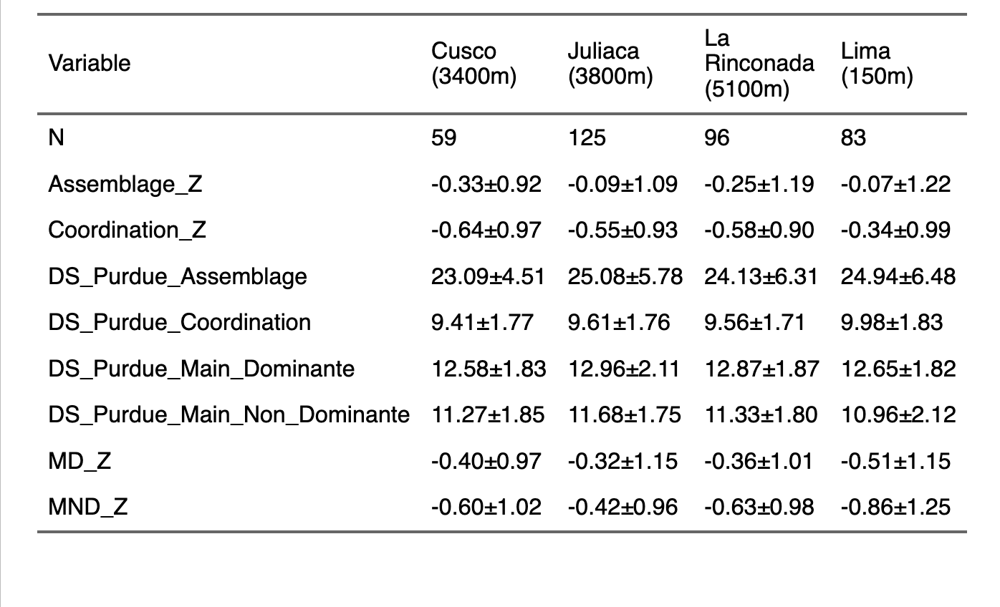 Variable Cusco (3400m) Juliaca (3800m) La Rinconada (5100m) Lima (150m)
N 59 125 96 83
Assemblage_Z -0.33±0.92 -0.09±1.09 -0.25±1.19 -0.07±1.22
Coordination_Z -0.64±0.97 -0.55±0.93 -0.58±0.90 -0.34±0.99
DS_Purdue_Assemblage 23.09±4.51 25.08±5.78 24.13±6.31 24.94±6.48
DS_Purdue_Coordination 9.41±1.77 9.61±1.76 9.56±1.71 9.98±1.83
DS_Purdue_Main_Dominante 12.58±1.83 12.96±2.11 12.87±1.87 12.65±1.82
DS_Purdue_Main_Non_Dominante 11.27±1.85 11.68±1.75 11.33±1.80 10.96±2.12
MD_Z -0.40±0.97 -0.32±1.15 -0.36±1.01 -0.51±1.15
MND_Z -0.60±1.02 -0.42±0.96 -0.63±0.98 -0.86±1.25